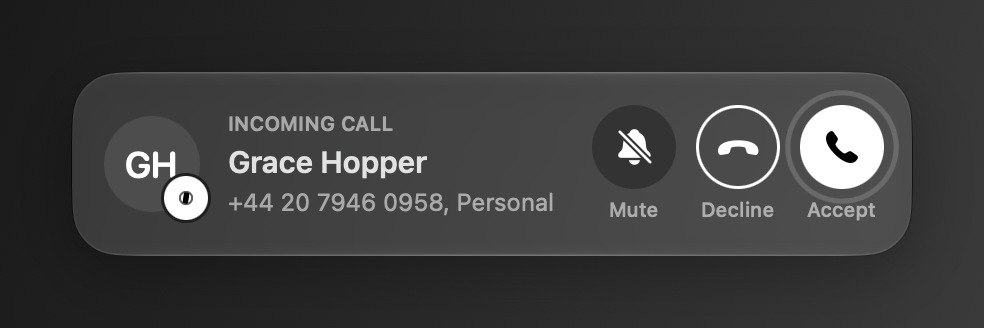 GH
INCOMING CALL
Grace Hopper
+44 20 7946 0958, Personal
Mute
Decline
Accept